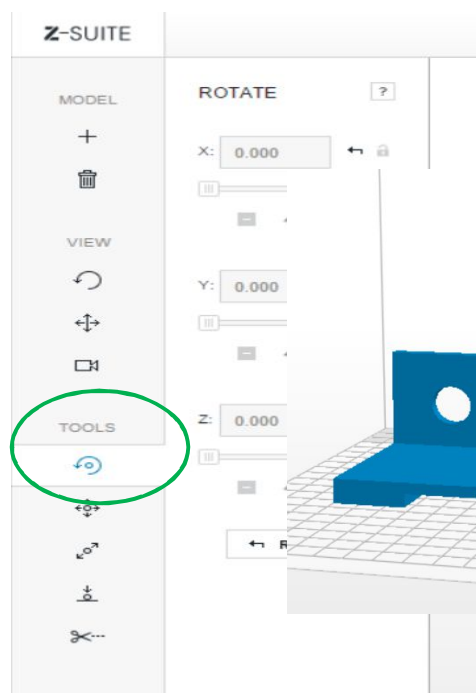 Z-SUITE
MODEL
VIEW
TOOLS
ROTATE
?
X: 0.000
Y: 0.000
Z: 0.000
R